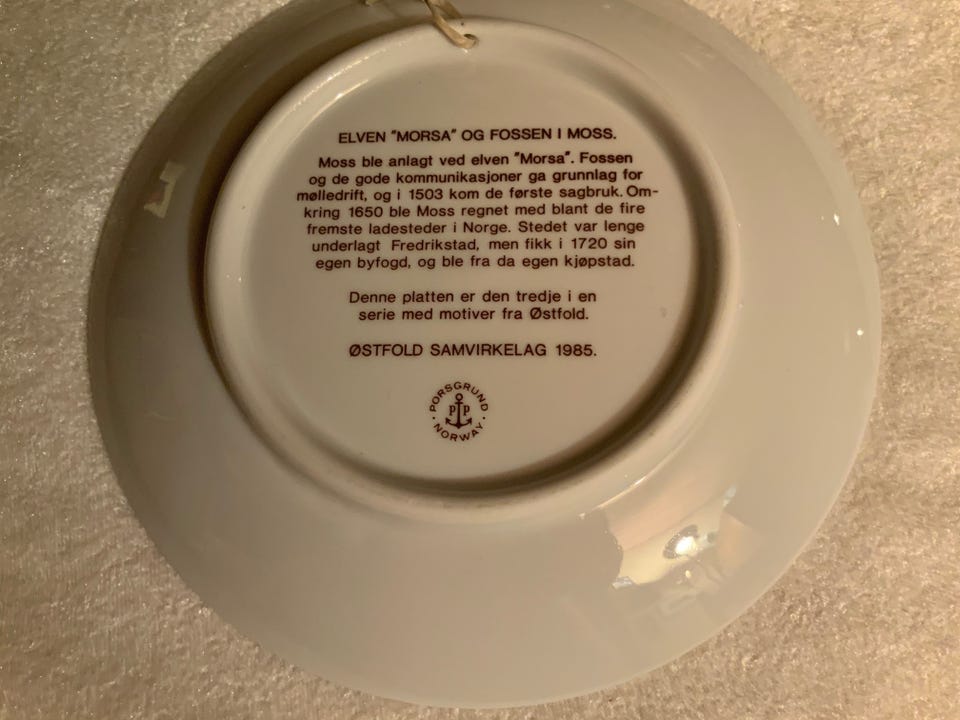 ELVEN "MORSA" OG FOSSEN I MOSS.
Moss ble anlagt ved elven "Morsa". Fossen
og de gode kommunikasjoner ga grunnlag for
mølledrift, og i 1503 kom de første sagbruk. Om-
kring 1650 ble Moss regnet med blant de fire
fremste ladesteder i Norge. Stedet var lenge
underlagt Fredrikstad, men fikk i 1720 sin
egen byfogd, og ble fra da egen kjøpstad.
Denne platten er den tredje i en
serie med motiver fra Østfold.
ØSTFOLD SAMVIRKELAG 1985.
PORSGRUND
PP
NORWAY